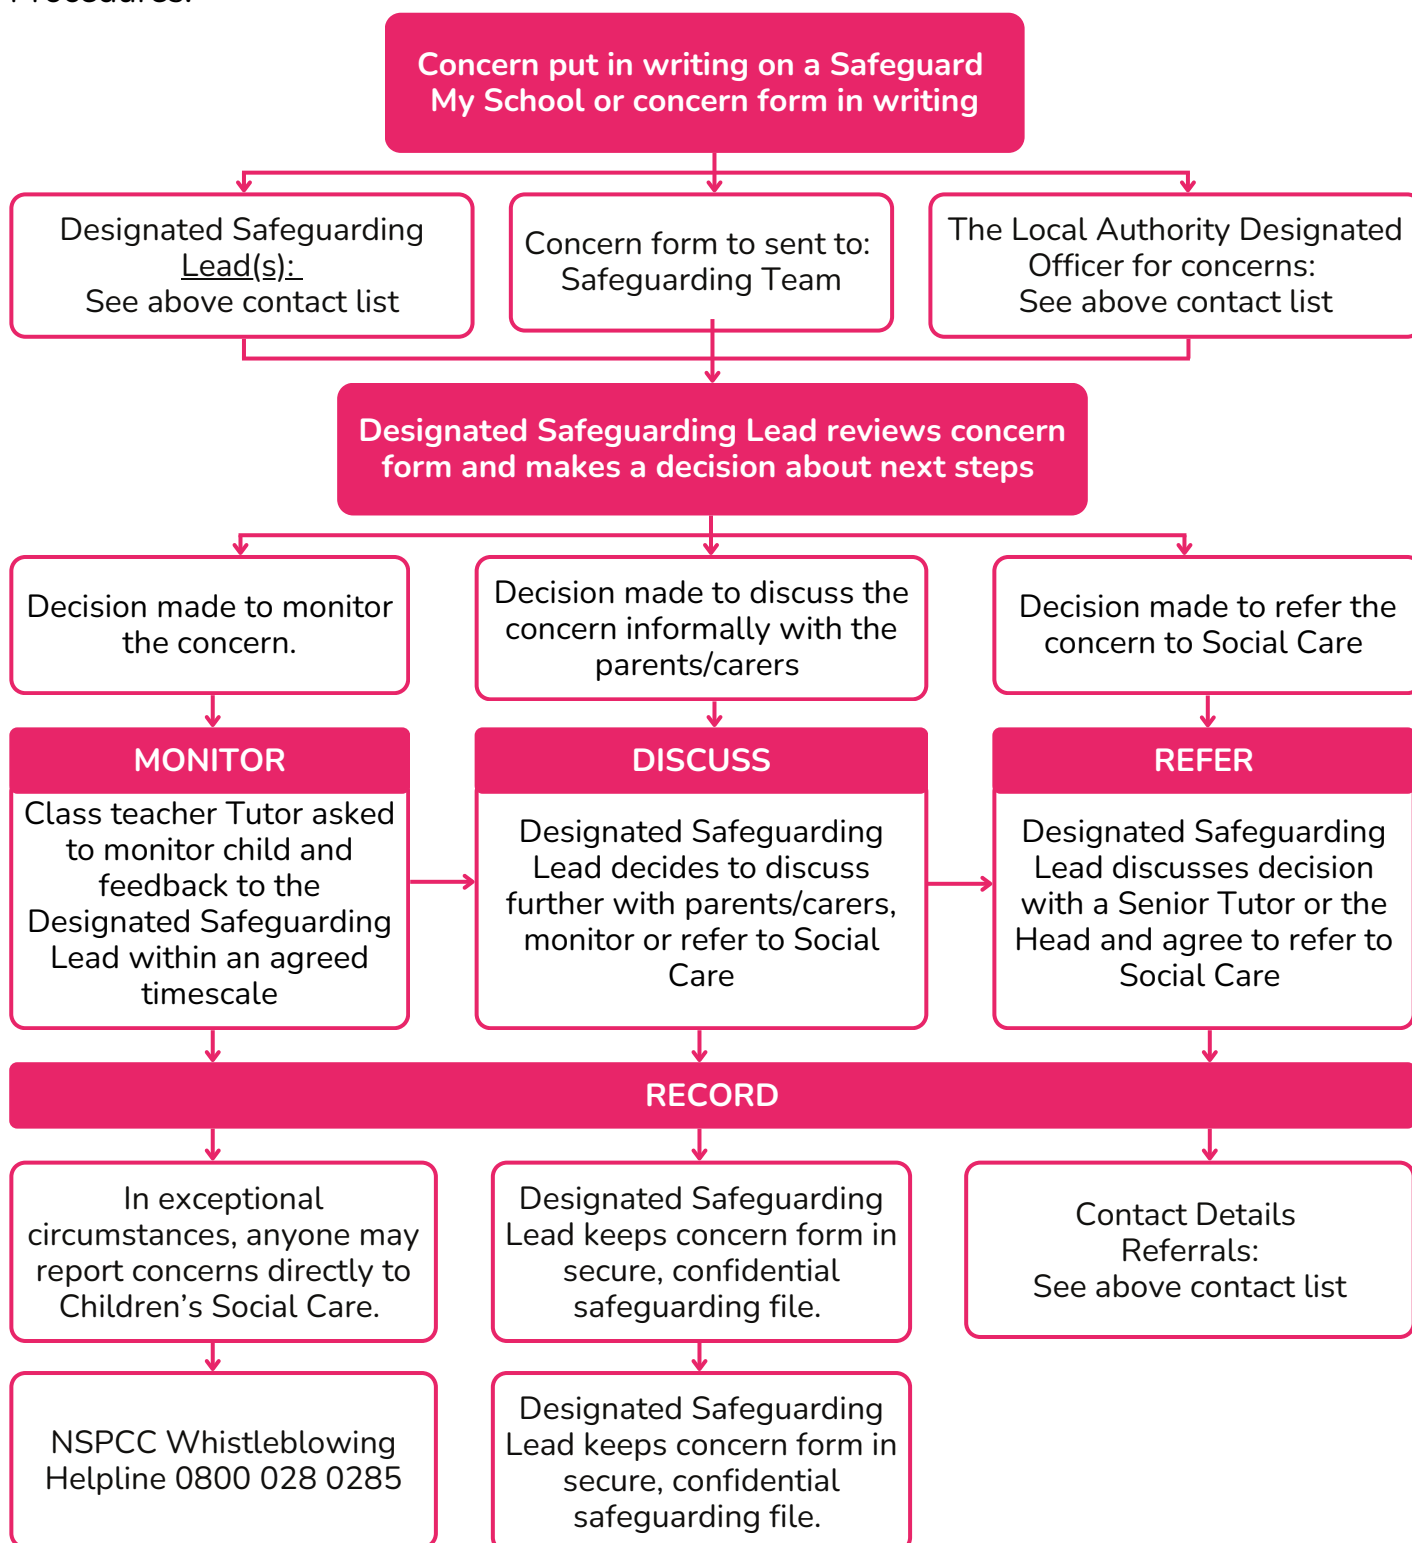 Procedures.
Concern put in writing on a Safeguard
My School or concern form in writing
Designated Safeguarding
Lead(s):
See above contact list
Concern form to sent to:
Safeguarding Team
The Local Authority Designated
Officer for concerns:
See above contact list
Designated Safeguarding Lead reviews concern
form and makes a decision about next steps
Decision made to monitor
the concern.
Decision made to discuss the
concern informally with the
parents/carers
Decision made to refer the
concern to Social Care
MONITOR
Class teacher Tutor asked
to monitor child and
feedback to the
Designated Safeguarding
Lead within an agreed
timescale
DISCUSS
Designated Safeguarding
Lead decides to discuss
further with parents/carers,
monitor or refer to Social
Care
REFER
Designated Safeguarding
Lead discusses decision
with a Senior Tutor or the
Head and agree to refer to
Social Care
RECORD
In exceptional
circumstances, anyone may
report concerns directly to
Children’s Social Care.
Designated Safeguarding
Lead keeps concern form in
secure, confidential
safeguarding file.
Contact Details
Referrals:
See above contact list
NSPCC Whistleblowing
Helpline 0800 028 0285
Designated Safeguarding
Lead keeps concern form in
secure, confidential
safeguarding file.